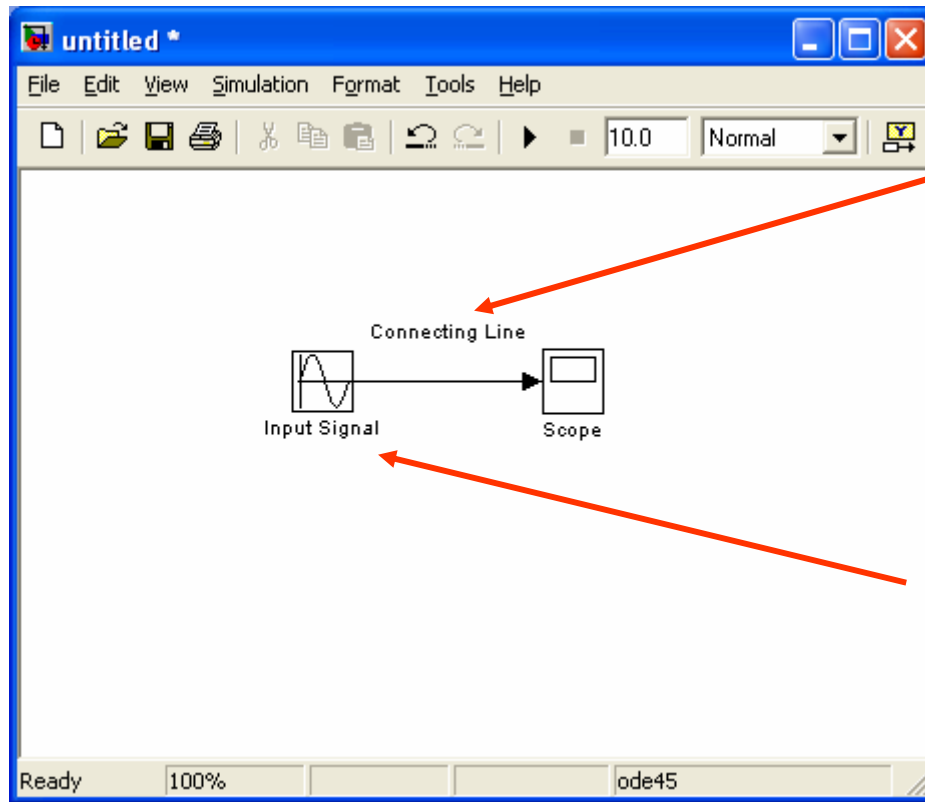 untitled *
File Edit View Simulation Format Tools Help
10.0 Normal
Connecting Line
Input Signal
Scope
Ready 100% ode45